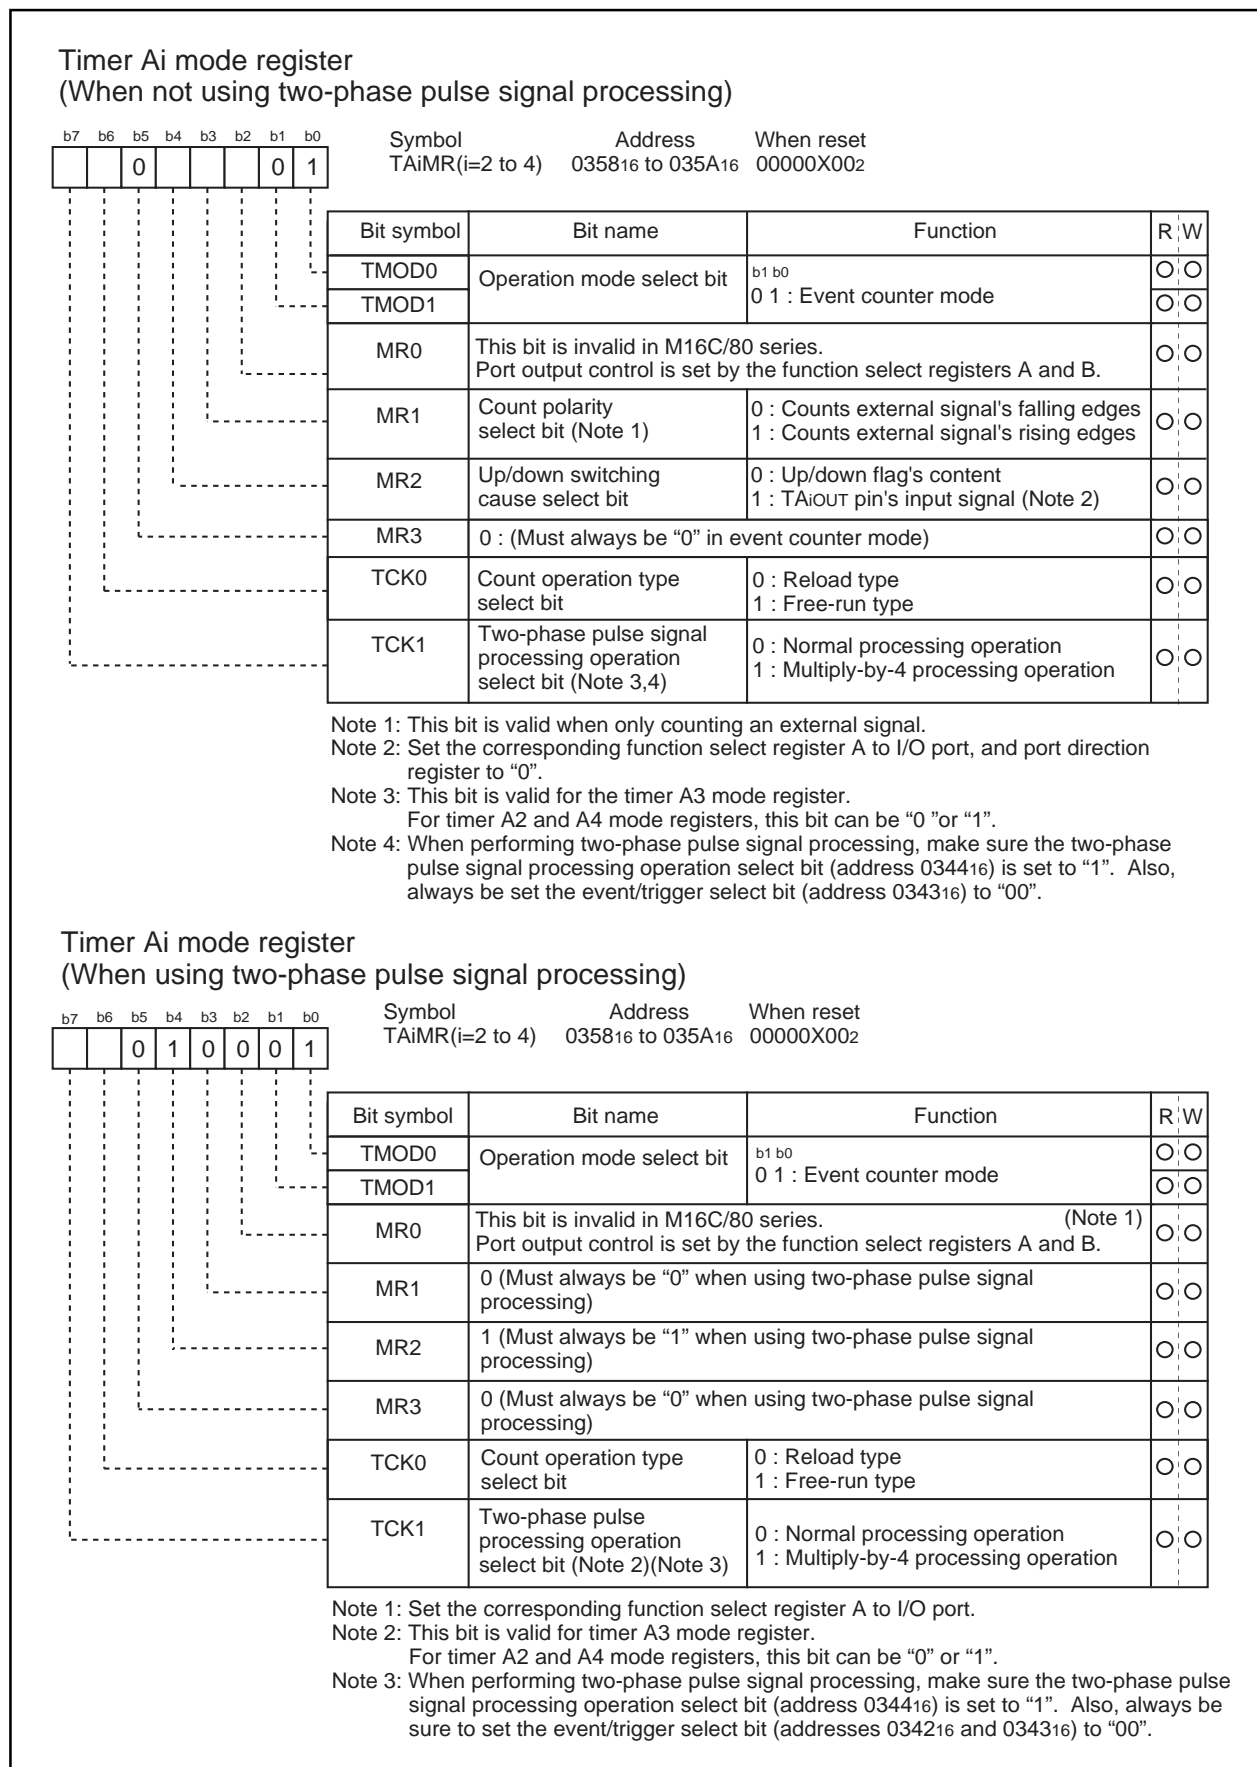 Timer Ai mode register
(When not using two-phase pulse signal processing)
b7 b6 b5 b4 b3 b2 b1 b0
0 0 1
Symbol Address When reset
TAiMR(i=2 to 4) 035816 to 035A16 00000X002
Bit symbol Bit name Function R W
TMOD0 Operation mode select bit b1 b0
TMOD1 0 1 : Event counter mode
MR0 This bit is invalid in M16C/80 series.
Port output control is set by the function select registers A and B.
MR1 Count polarity 0 : Counts external signal's falling edges
select bit (Note 1) 1 : Counts external signal's rising edges
MR2 Up/down switching 0 : Up/down flag's content
cause select bit 1 : TAiOUT pin's input signal (Note 2)
MR3 0 : (Must always be “0” in event counter mode)
TCK0 Count operation type 0 : Reload type
select bit 1 : Free-run type
TCK1 Two-phase pulse signal 0 : Normal processing operation
processing operation 1 : Multiply-by-4 processing operation
select bit (Note 3,4)
Note 1: This bit is valid when only counting an external signal.
Note 2: Set the corresponding function select register A to I/O port, and port direction
register to “0”.
Note 3: This bit is valid for the timer A3 mode register.
For timer A2 and A4 mode registers, this bit can be “0 ”or “1”.
Note 4: When performing two-phase pulse signal processing, make sure the two-phase
pulse signal processing operation select bit (address 034416) is set to “1”. Also,
always be set the event/trigger select bit (address 034316) to “00”.
Timer Ai mode register
(When using two-phase pulse signal processing)
b7 b6 b5 b4 b3 b2 b1 b0
0 1 0 0 0 1
Symbol Address When reset
TAiMR(i=2 to 4) 035816 to 035A16 00000X002
Bit symbol Bit name Function R W
TMOD0 Operation mode select bit b1 b0
TMOD1 0 1 : Event counter mode
MR0 This bit is invalid in M16C/80 series. (Note 1)
Port output control is set by the function select registers A and B.
MR1 0 (Must always be “0” when using two-phase pulse signal
processing)
MR2 1 (Must always be “1” when using two-phase pulse signal
processing)
MR3 0 (Must always be “0” when using two-phase pulse signal
processing)
TCK0 Count operation type 0 : Reload type
select bit 1 : Free-run type
TCK1 Two-phase pulse 0 : Normal processing operation
processing operation 1 : Multiply-by-4 processing operation
select bit (Note 2)(Note 3)
Note 1: Set the corresponding function select register A to I/O port.
Note 2: This bit is valid for timer A3 mode register.
For timer A2 and A4 mode registers, this bit can be “0” or “1”.
Note 3: When performing two-phase pulse signal processing, make sure the two-phase pulse
signal processing operation select bit (address 034416) is set to “1”. Also, always be
sure to set the event/trigger select bit (addresses 034216 and 034316) to “00”.